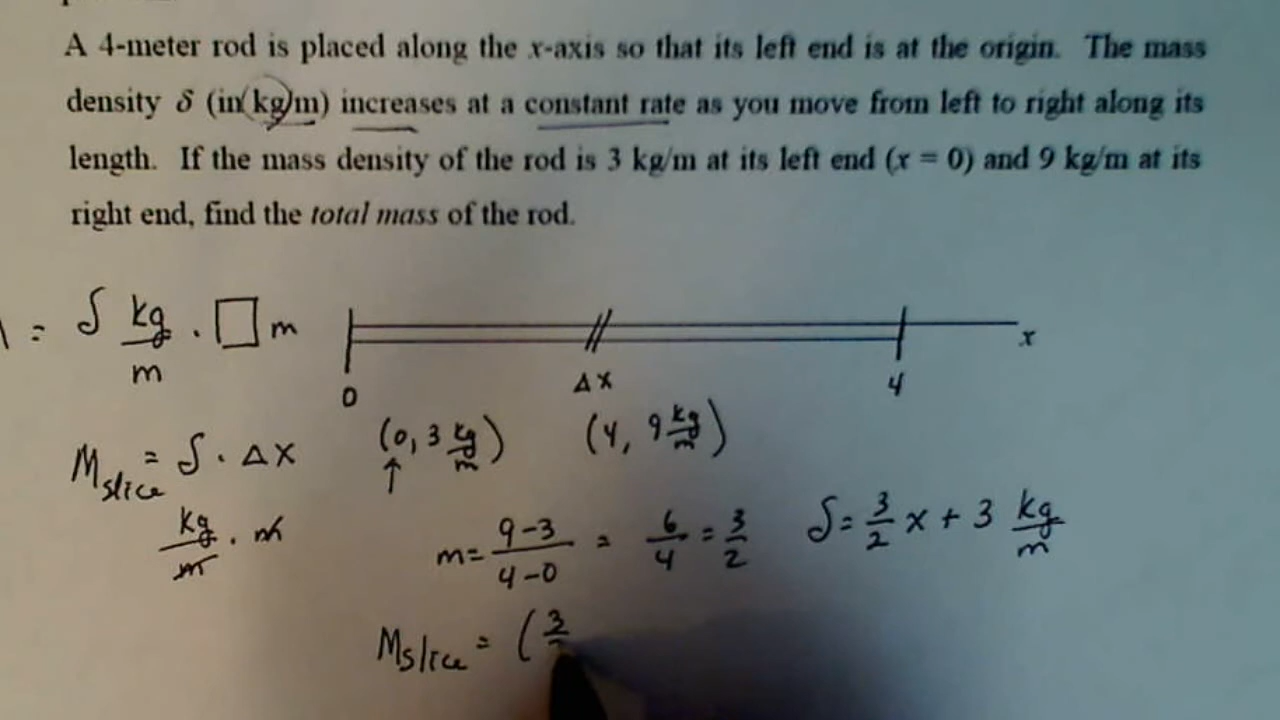 A 4-meter rod is placed along the x-axis so that its left end is at the origin. The mass
density δ (in kg/m) increases at a constant rate as you move from left to right along its
length. If the mass density of the rod is 3 kg/m at its left end (x = 0) and 9 kg/m at its
right end, find the total mass of the rod.
= δ kg/m · □ m
0 Δx 4 x
M slice = δ · Δx
(0, 3 kg/m) (4, 9 kg/m)
kg/m · m
m = 9-3/4-0 = 6/4 = 3/2
δ = 3/2 x + 3 kg/m
M slice = (3